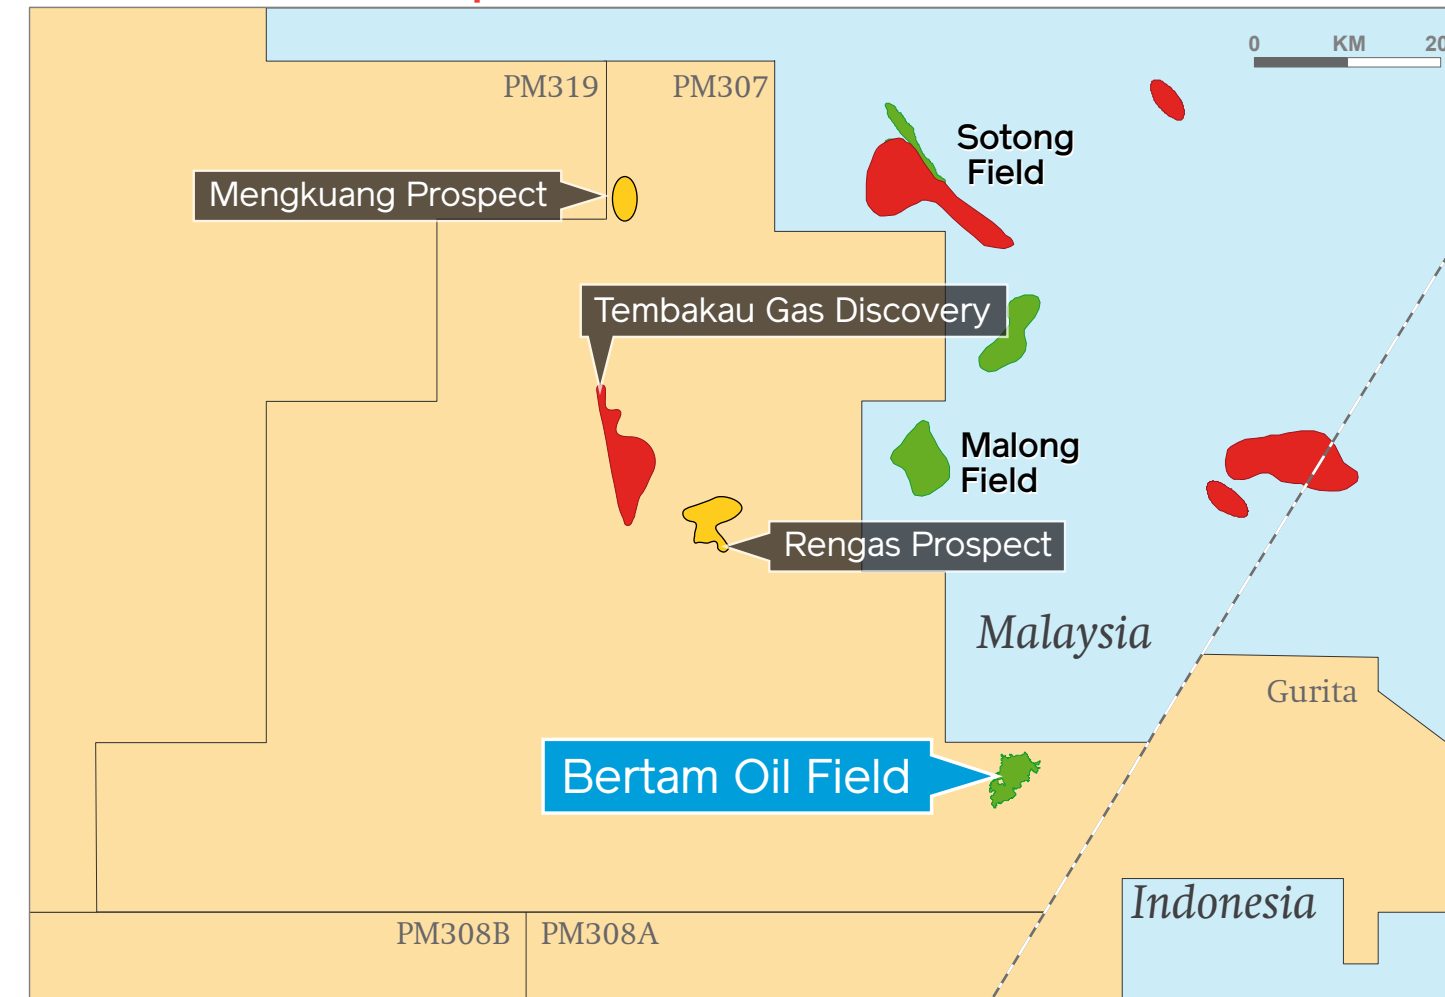 0 KM 20
PM319
PM307
Sotong
Field
Mengkuang Prospect
Tembakau Gas Discovery
Malong
Field
Rengas Prospect
Malaysia
Gurita
Bertam Oil Field
Indonesia
PM308B
PM308A